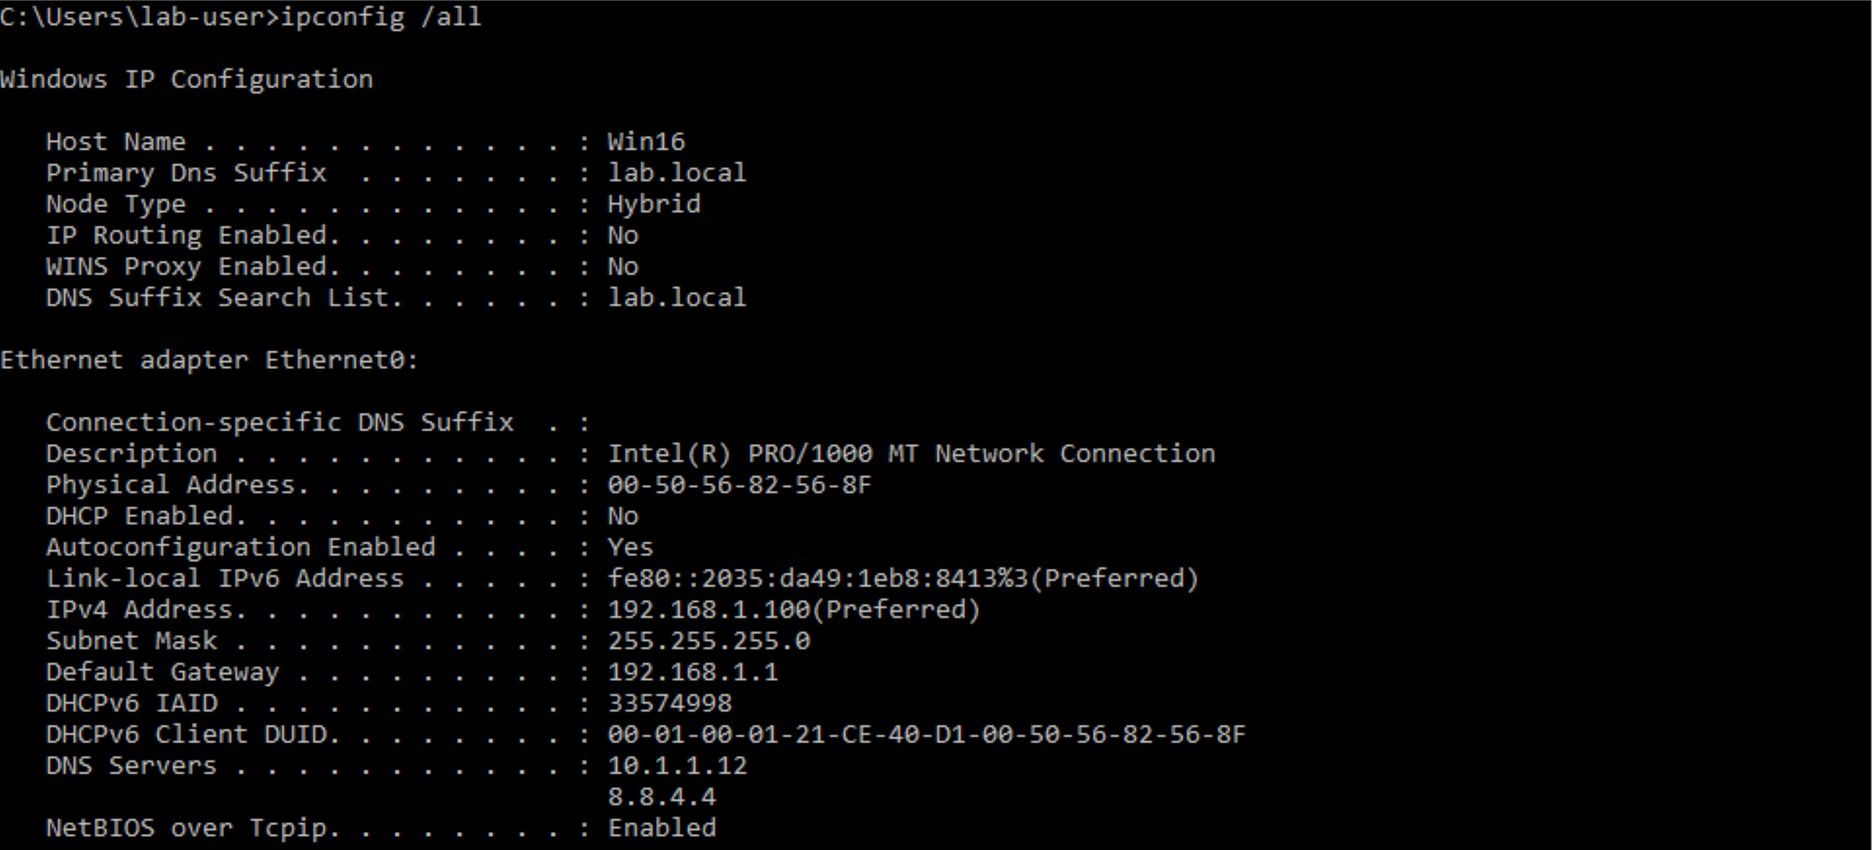 C:\Users\lab-user>ipconfig /all
Windows IP Configuration
Host Name . . . . . . . . . . . . : Win16
Primary Dns Suffix  . . . . . . . : lab.local
Node Type . . . . . . . . . . . . : Hybrid
IP Routing Enabled. . . . . . . . : No
WINS Proxy Enabled. . . . . . . . : No
DNS Suffix Search List. . . . . . : lab.local
Ethernet adapter Ethernet0:
Connection-specific DNS Suffix  . :
Description . . . . . . . . . . . : Intel(R) PRO/1000 MT Network Connection
Physical Address. . . . . . . . . : 00-50-56-82-56-8F
DHCP Enabled. . . . . . . . . . . : No
Autoconfiguration Enabled . . . . : Yes
Link-local IPv6 Address . . . . . : fe80::2035:da49:1eb8:8413%3(Preferred)
IPv4 Address. . . . . . . . . . . : 192.168.1.100(Preferred)
Subnet Mask . . . . . . . . . . . : 255.255.255.0
Default Gateway . . . . . . . . . : 192.168.1.1
DHCPv6 IAID . . . . . . . . . . . : 33574998
DHCPv6 Client DUID. . . . . . . . : 00-01-00-01-21-CE-40-D1-00-50-56-82-56-8F
DNS Servers . . . . . . . . . . . : 10.1.1.12
8.8.4.4
NetBIOS over Tcpip. . . . . . . . : Enabled